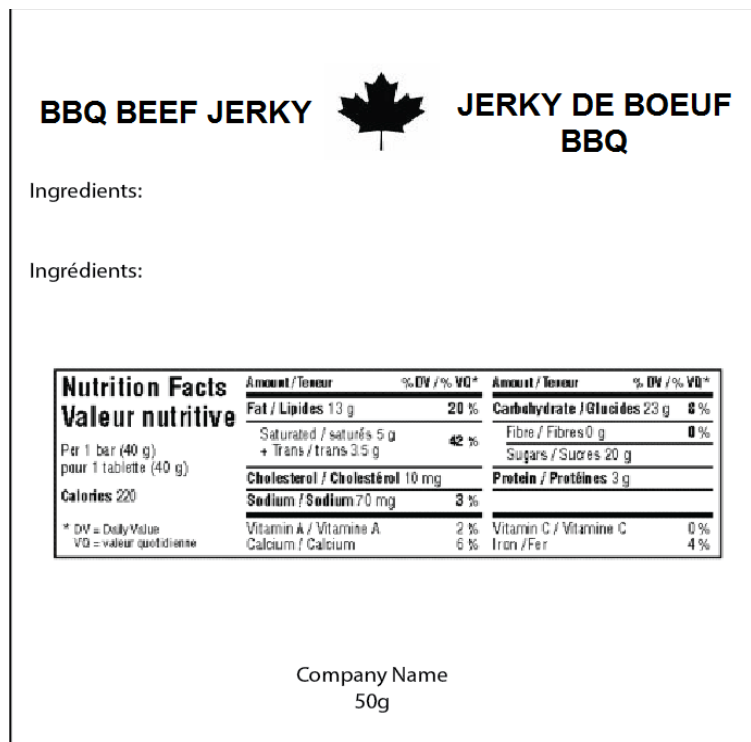 BBQ BEEF JERKY
JERKY DE BOEUF
BBQ
Ingredients:
Ingrédients:
Nutrition Facts
Valeur nutritive
Per 1 bar (40 g)
pour 1 tablette (40 g)
Calories 220
* DV = Daily Value
VQ = valeur quotidienne
Amount / Teneur % DV / % VQ*
Fat / Lipides 13 g 20 %
Saturated / saturés 5 g
+ Trans / trans 3.5 g
42 %
Cholesterol / Cholestérol 10 mg
Sodium / Sodium 70 mg 3 %
Vitamin A / Vitamine A 2 %
Calcium / Calcium 6 %
Amount / Teneur % DV / % VQ*
Carbohydrate / Glucides 23 g 8 %
Fibre / Fibres 0 g 0 %
Sugars / Sucres 20 g
Protein / Protéines 3 g
Vitamin C / Vitamine C 0 %
Iron / Fer 4 %
Company Name
50g